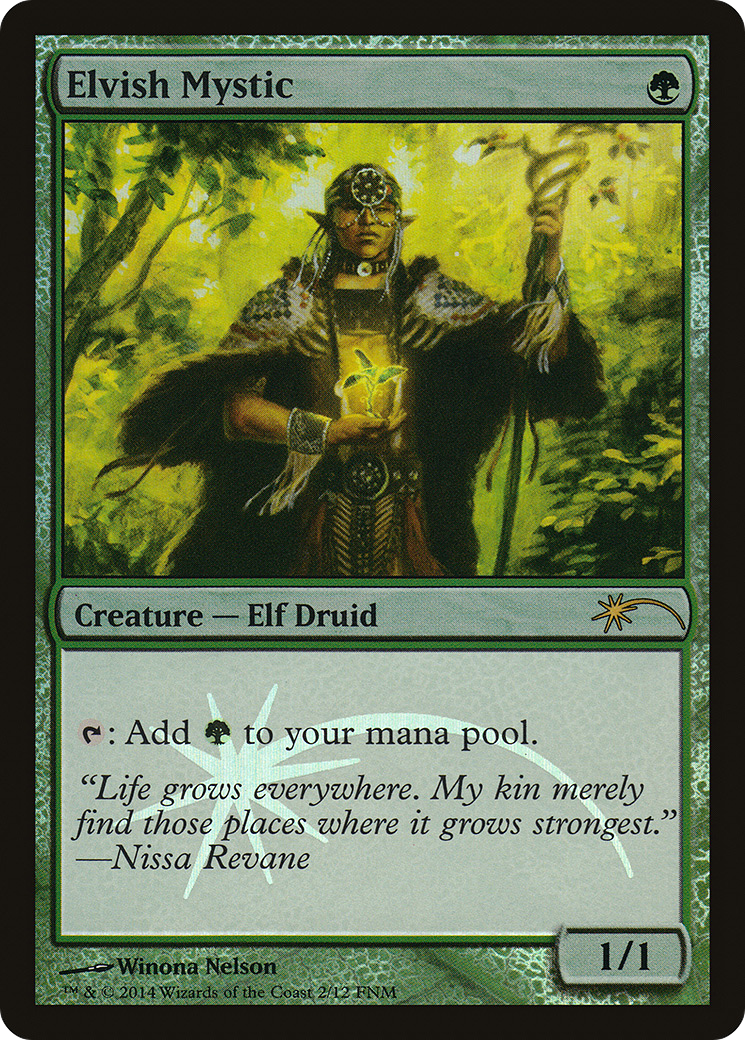 Elvish Mystic
Creature — Elf Druid
: Add to your mana pool.
“Life grows everywhere. My kin merely
find those places where it grows strongest.”
—Nissa Revane
1/1
Winona Nelson
™ & © 2014 Wizards of the Coast 2/12 FNM